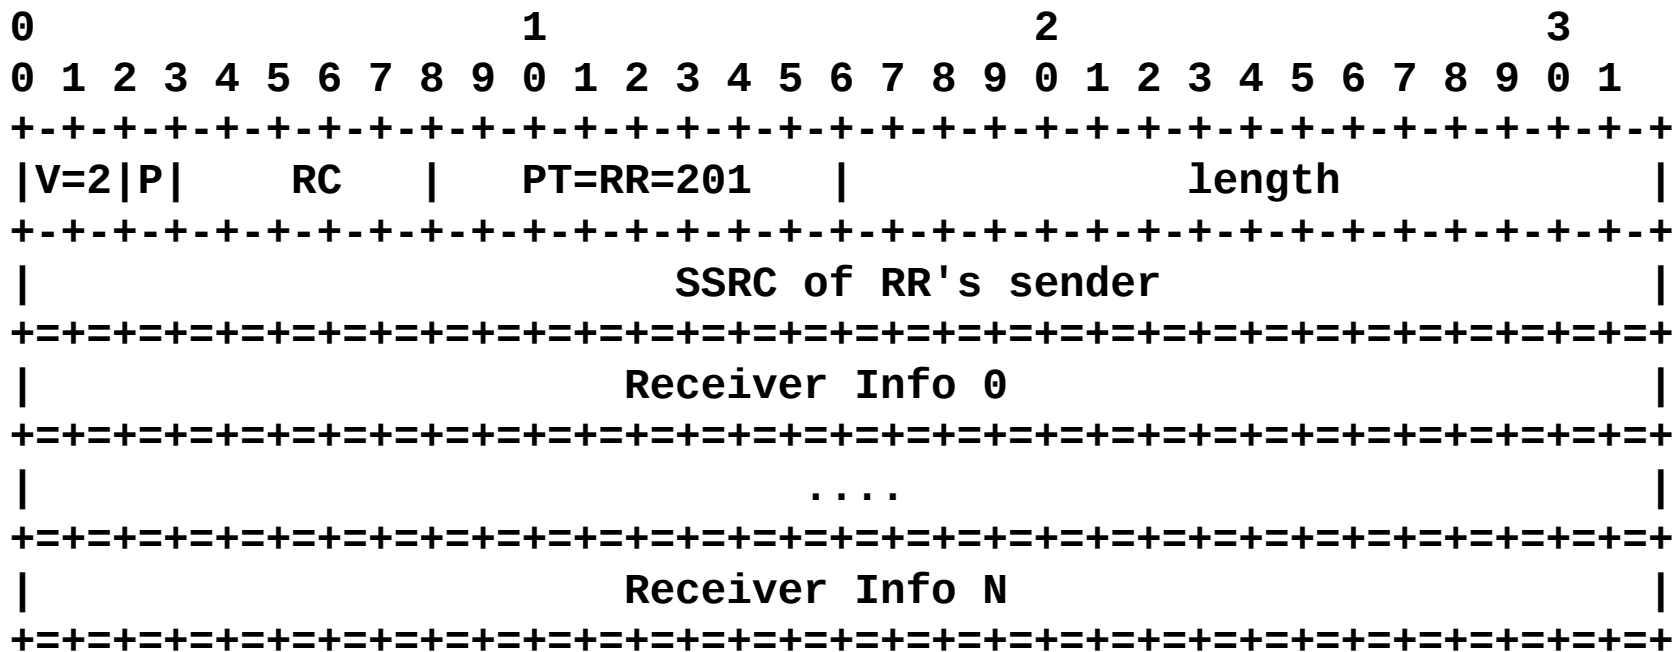 0                   1                   2                   3
0 1 2 3 4 5 6 7 8 9 0 1 2 3 4 5 6 7 8 9 0 1 2 3 4 5 6 7 8 9 0 1
+-+-+-+-+-+-+-+-+-+-+-+-+-+-+-+-+-+-+-+-+-+-+-+-+-+-+-+-+-+-+-+-+
|V=2|P|    RC   |   PT=RR=201   |             length            |
+-+-+-+-+-+-+-+-+-+-+-+-+-+-+-+-+-+-+-+-+-+-+-+-+-+-+-+-+-+-+-+-+
|                         SSRC of RR's sender                   |
+=+=+=+=+=+=+=+=+=+=+=+=+=+=+=+=+=+=+=+=+=+=+=+=+=+=+=+=+=+=+=+=+
|                       Receiver Info 0                         |
+=+=+=+=+=+=+=+=+=+=+=+=+=+=+=+=+=+=+=+=+=+=+=+=+=+=+=+=+=+=+=+=+
|                              ....                             |
+=+=+=+=+=+=+=+=+=+=+=+=+=+=+=+=+=+=+=+=+=+=+=+=+=+=+=+=+=+=+=+=+
|                       Receiver Info N                         |
+=+=+=+=+=+=+=+=+=+=+=+=+=+=+=+=+=+=+=+=+=+=+=+=+=+=+=+=+=+=+=+=+